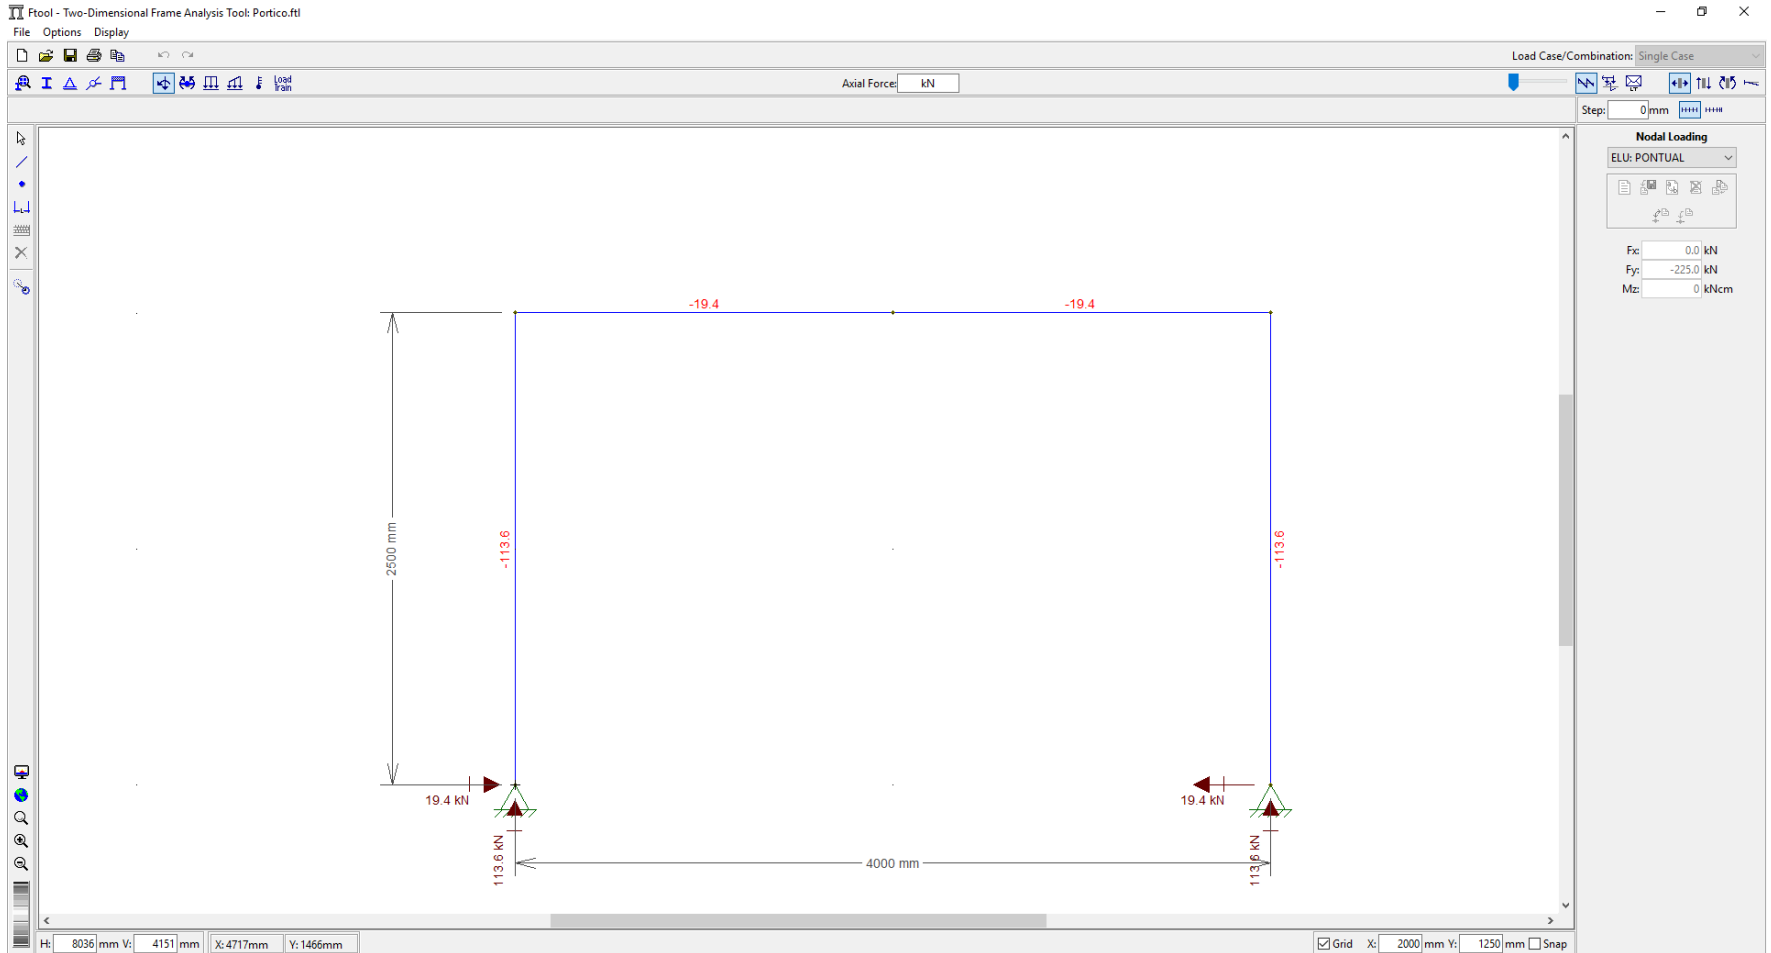 Ftool - Two-Dimensional Frame Analysis Tool: Portico.ftl
File Options Display
Load Case/Combination: Single Case
Load Train
Axial Force: kN
Step: 0 mm
Nodal Loading
ELU: PONTUAL
Fx: 0.0 kN
Fy: -225.0 kN
Mz: 0 kNcm
-19.4 -19.4
2500 mm
-113.6
-113.6
19.4 kN
19.4 kN
113.6 kN
113.6 kN
4000 mm
H: 8036 mm V: 4151 mm X: 4717mm Y: 1466mm
Grid X: 2000 mm Y: 1250 mm Snap